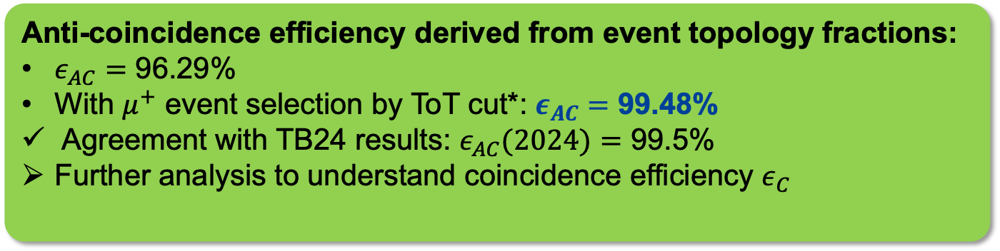 Anti-coincidence efficiency derived from event topology fractions:
• ϵ_AC = 96.29%
• With μ⁺ event selection by ToT cut*: ϵ_AC = 99.48%
✓ Agreement with TB24 results: ϵ_AC(2024) = 99.5%
➢ Further analysis to understand coincidence efficiency ϵ_C